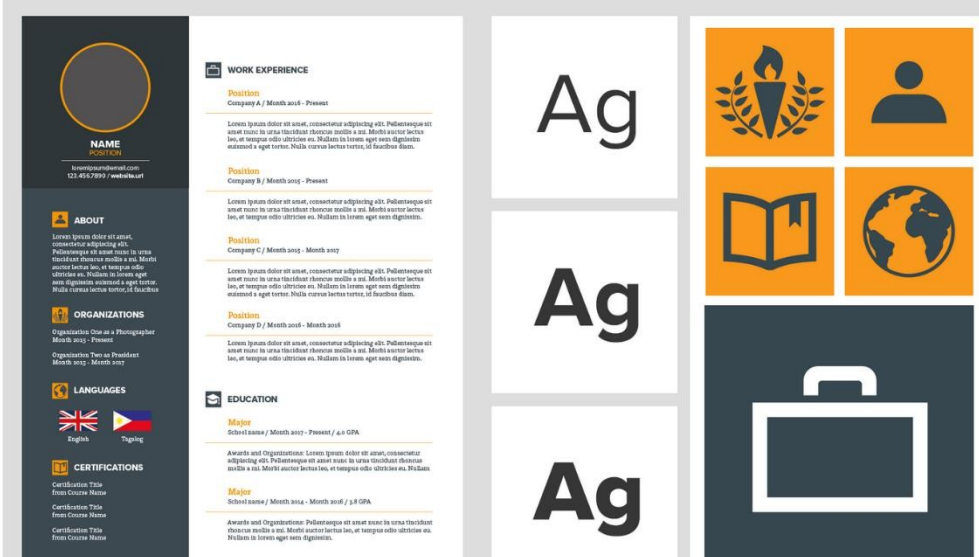 NAME
POSITION
loremipsum@email.com
123.456.7890 / website.url
ABOUT
Lorem ipsum dolor sit amet,
consectetur adipiscing elit.
Pellentesque sit amet nunc in urna
tincidunt rhoncus mollis a mi. Morbi
auctor lectus leo, et tempus odio
ultricies eu. Nullam in lorem eget
sem dignissim euismod a eget tortor.
Nulla cursus lectus tortor, id faucibus
ORGANIZATIONS
Organization One as a Photographer
Month 2015 - Present
Organization Two as President
Month 2015 - Month 2017
LANGUAGES
English
Tagalog
CERTIFICATIONS
Certification Title
from Course Name
Certification Title
from Course Name
Certification Title
from Course Name
WORK EXPERIENCE
Position
Company A / Month 2018 - Present
Lorem ipsum dolor sit amet, consectetur adipiscing elit. Pellentesque sit
amet nunc in urna tincidunt rhoncus mollis a mi. Morbi auctor lectus
leo, et tempus odio ultricies eu. Nullam in lorem eget sem dignissim
euismod a eget tortor. Nulla cursus lectus tortor, id faucibus diam.
Position
Company B / Month 2015 - Present
Lorem ipsum dolor sit amet, consectetur adipiscing elit. Pellentesque sit
amet nunc in urna tincidunt rhoncus mollis a mi. Morbi auctor lectus
leo, et tempus odio ultricies eu. Nullam in lorem eget sem dignissim.
Position
Company C / Month 2015 - Month 2017
Lorem ipsum dolor sit amet, consectetur adipiscing elit. Pellentesque sit
amet nunc in urna tincidunt rhoncus mollis a mi. Morbi auctor lectus
leo, et tempus odio ultricies eu. Nullam in lorem eget sem dignissim
euismod a eget tortor. Nulla cursus lectus tortor, id faucibus diam.
Position
Company D / Month 2016 - Month 2016
Lorem ipsum dolor sit amet, consectetur adipiscing elit. Pellentesque sit
amet nunc in urna tincidunt rhoncus mollis a mi. Morbi auctor lectus
leo, et tempus odio ultricies eu. Nullam in lorem eget sem dignissim.
EDUCATION
Major
School name / Month 2017 - Present / 4.0 GPA
Awards and Organizations: Lorem ipsum dolor sit amet, consectetur
adipiscing elit. Pellentesque sit amet nunc in urna tincidunt rhoncus
mollis a mi. Morbi auctor lectus leo, et tempus odio ultricies eu. Nullam
Major
School name / Month 2014 - Month 2016 / 3.8 GPA
Awards and Organizations: Pellentesque sit amet nunc in urna tincidunt
rhoncus mollis a mi. Morbi auctor lectus leo, et tempus odio ultricies eu.
Nullam in lorem eget sem dignissim.
Ag
Ag
Ag